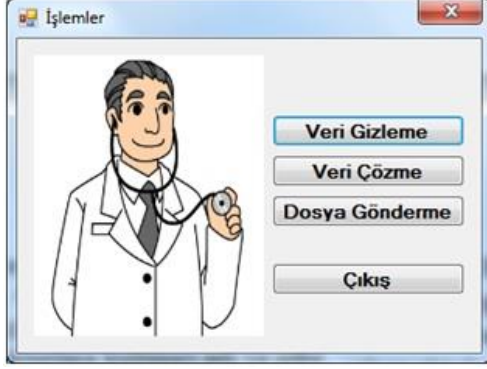 İşlemler
Veri Gizleme
Veri Çözme
Dosya Gönderme
Çıkış